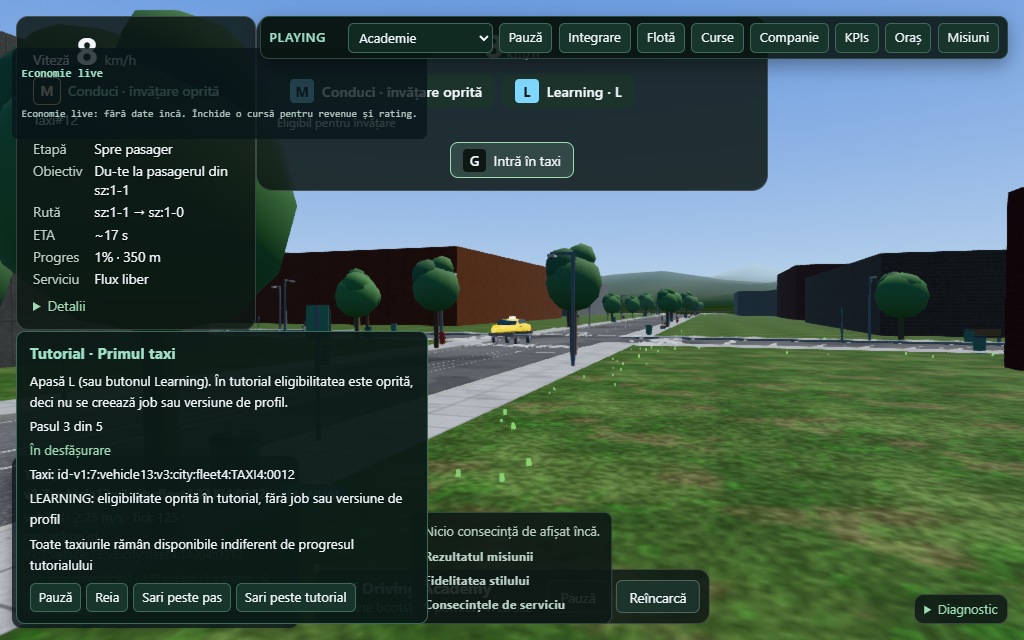 PLAYING
Academie
Pauză
Integrare
Flotă
Curse
Companie
KPIs
Oraș
Misiuni
Viteză 8 km/h
Economie live
M Conduci · învățare oprită
Economie live: fără date încă. Închide o cursă pentru revenue și rating.
Taxi#12
M Conduci · învățare oprită
L Learning · L
Eligibil pentru învățare
G Intră în taxi
Etapă Spre pasager
Obiectiv Du-te la pasagerul din
sz:1-1
Rută sz:1-1 → sz:1-0
ETA ~17 s
Progres 1% · 350 m
Serviciu Flux liber
▶ Detalii
Tutorial · Primul taxi
Apasă L (sau butonul Learning). În tutorial eligibilitatea este oprită,
deci nu se creează job sau versiune de profil.
Pasul 3 din 5
În desfășurare
Taxi: id-v1:7:vehicle13:v3:city:fleet4:TAXI4:0012
LEARNING: eligibilitate oprită în tutorial, fără job sau versiune de
profil
Toate taxiurile rămân disponibile indiferent de progresul
tutorialului
Pauză
Reia
Sari peste pas
Sari peste tutorial
Nicio consecință de afișat încă.
Rezultatul misiunii
Fidelitatea stilului
Consecințele de serviciu
Driving Academy
Pauză
Reîncarcă
▶ Diagnostic